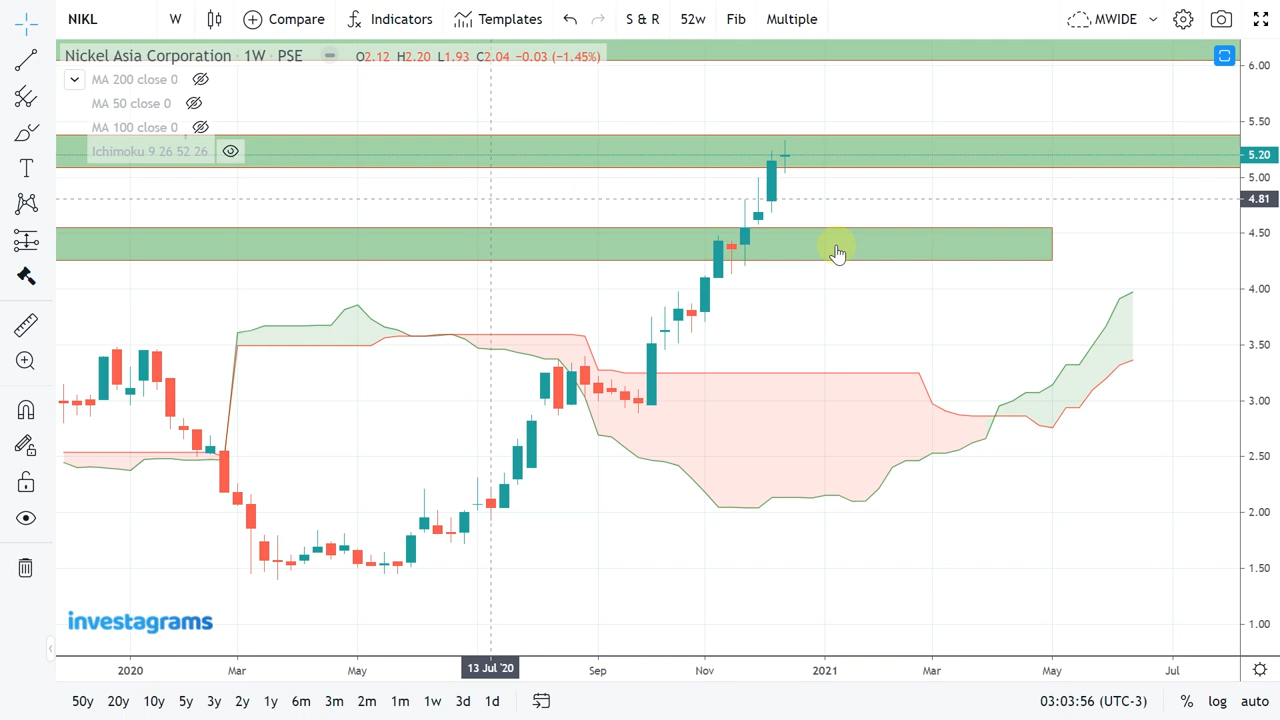 NIKL W Compare Indicators Templates S & R 52w Fib Multiple MWIDE
Nickel Asia Corporation · 1W · PSE O2.12 H2.20 L1.93 C2.04 −0.03 (−1.45%)
MA 200 close 0
MA 50 close 0
MA 100 close 0
Ichimoku 9 26 52 26
6.00
5.50
5.20
5.00
4.81
4.50
4.00
3.50
3.00
2.50
2.00
1.50
1.00
investagrams
2020 Mar May 13 Jul '20 Sep Nov 2021 Mar May Jul
50y 20y 10y 5y 3y 2y 1y 6m 3m 2m 1m 1w 3d 1d 03:03:56 (UTC-3) % log auto